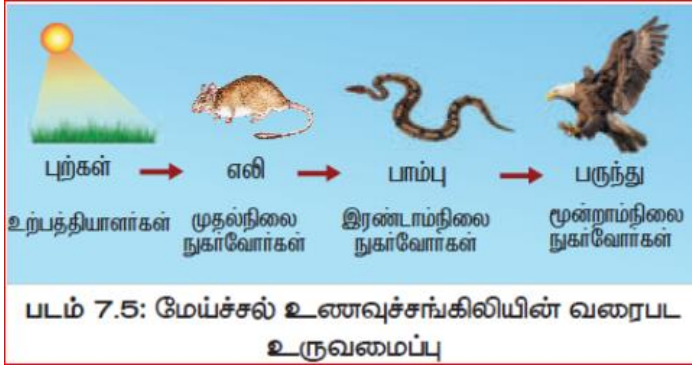 புற்கள் எலி பாம்பு பருந்து
உற்பத்தியாளர்கள்
முதல்நிலை
நுகர்வோர்கள்
இரண்டாம்நிலை
நுகர்வோர்கள்
மூன்றாம்நிலை
நுகர்வோர்கள்
படம் 7.5: மேய்ச்சல் உணவுச்சங்கிலியின் வரைபட
உருவமைப்பு